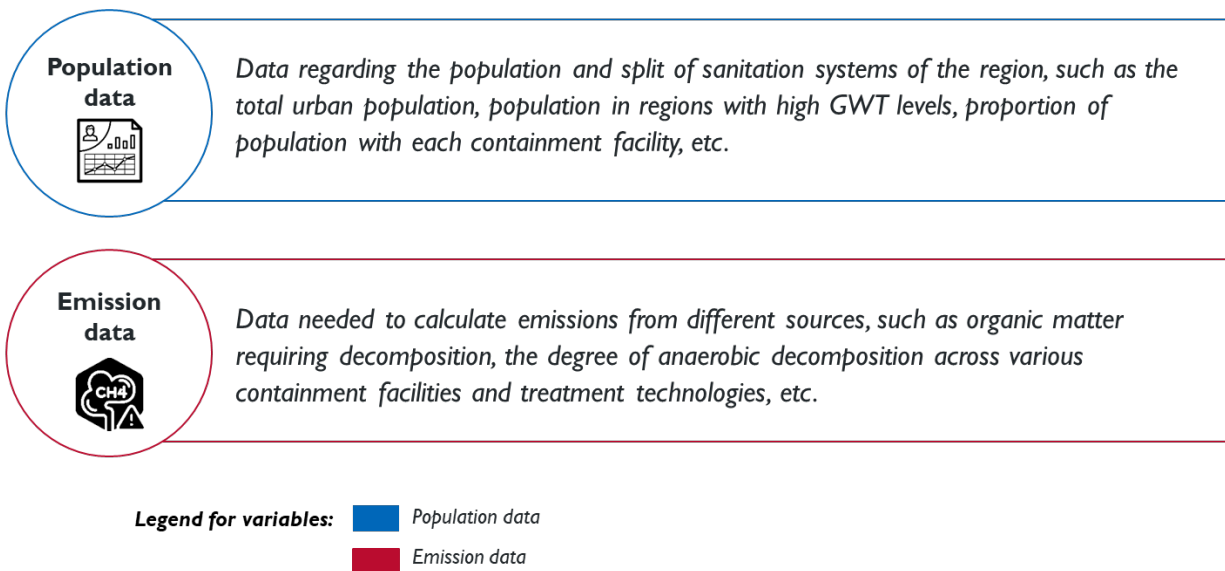 Population
data
Data regarding the population and split of sanitation systems of the region, such as the
total urban population, population in regions with high GWT levels, proportion of
population with each containment facility, etc.
Emission
data
CH4
Data needed to calculate emissions from different sources, such as organic matter
requiring decomposition, the degree of anaerobic decomposition across various
containment facilities and treatment technologies, etc.
Legend for variables:
Population data
Emission data